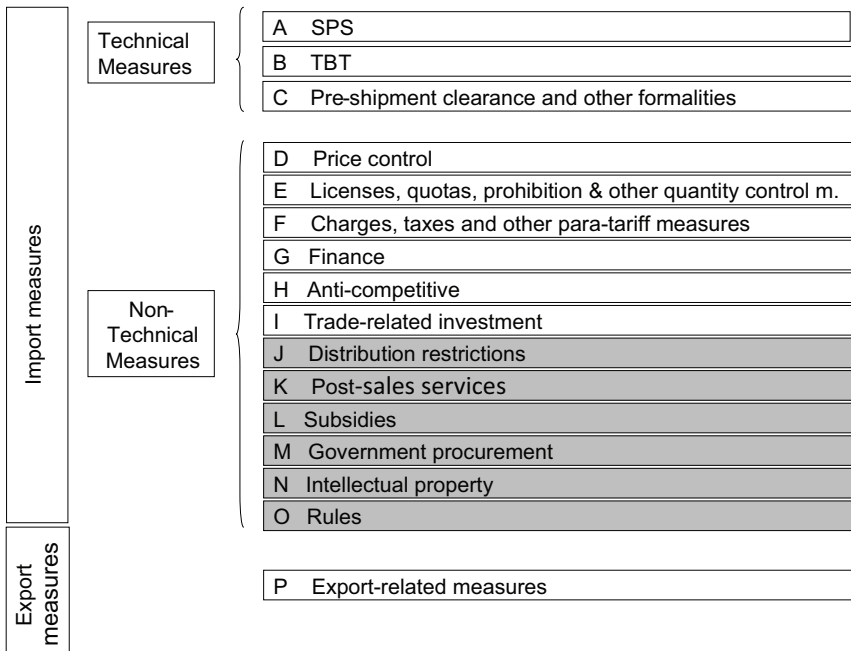 Import measures
Technical
Measures
A SPS
B TBT
C Pre-shipment clearance and other formalities
Non-
Technical
Measures
D Price control
E Licenses, quotas, prohibition & other quantity control m.
F Charges, taxes and other para-tariff measures
G Finance
H Anti-competitive
I Trade-related investment
J Distribution restrictions
K Post-sales services
L Subsidies
M Government procurement
N Intellectual property
O Rules
Export
measures
P Export-related measures